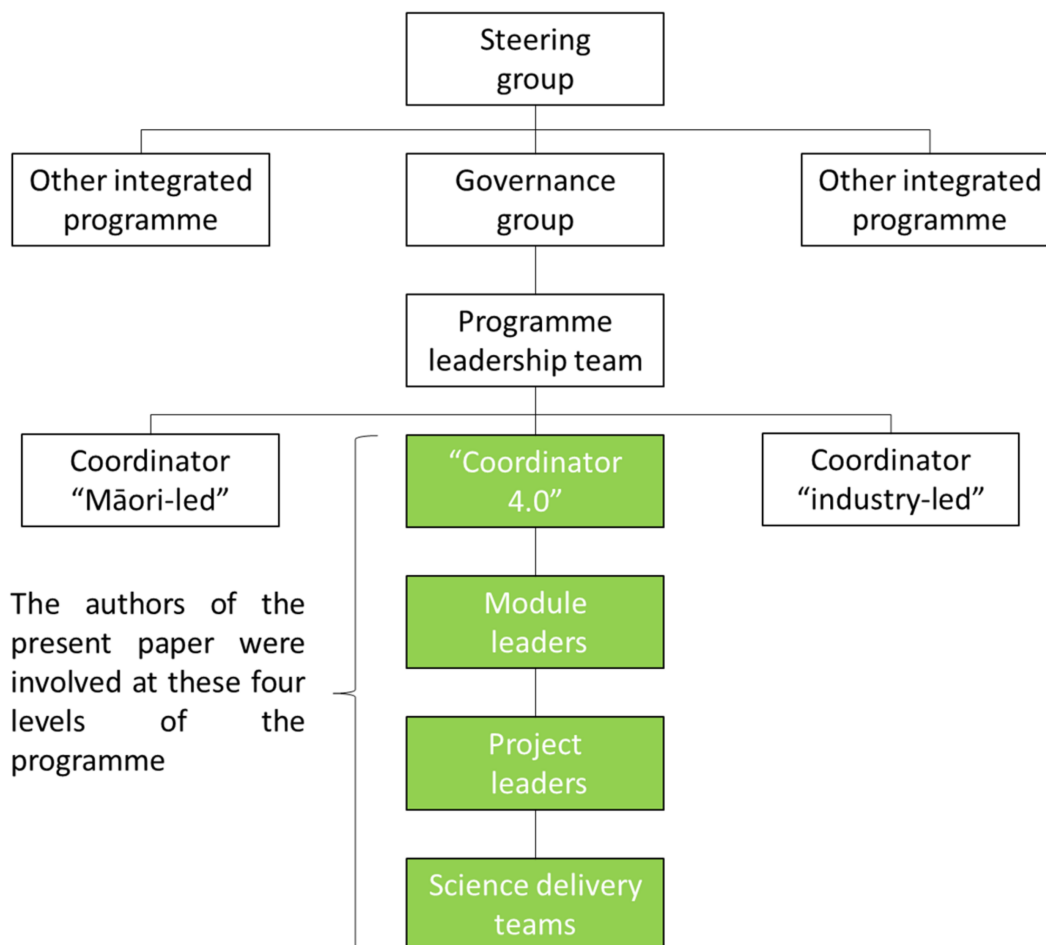 Steering
group
Other integrated
programme
Governance
group
Other integrated
programme
Programme
leadership team
Coordinator
“Māori-led”
“Coordinator
4.0”
Coordinator
“industry-led”
The authors of the
present paper were
involved at these four
levels of the
programme
Module
leaders
Project
leaders
Science delivery
teams